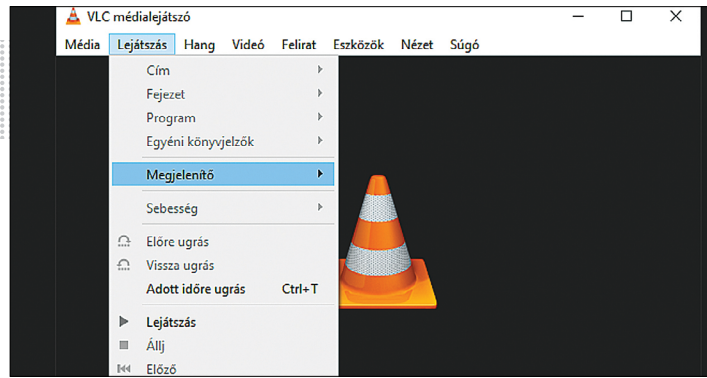 VLC médialejátszó
Média Lejátszás Hang Videó Felirat Eszközök Nézet Súgó
Cím
Fejezet
Program
Egyéni könyvjelzők
Megjelenítő
Sebesség
Előre ugrás
Vissza ugrás
Adott időre ugrás Ctrl+T
Lejátszás
Állj
Előző